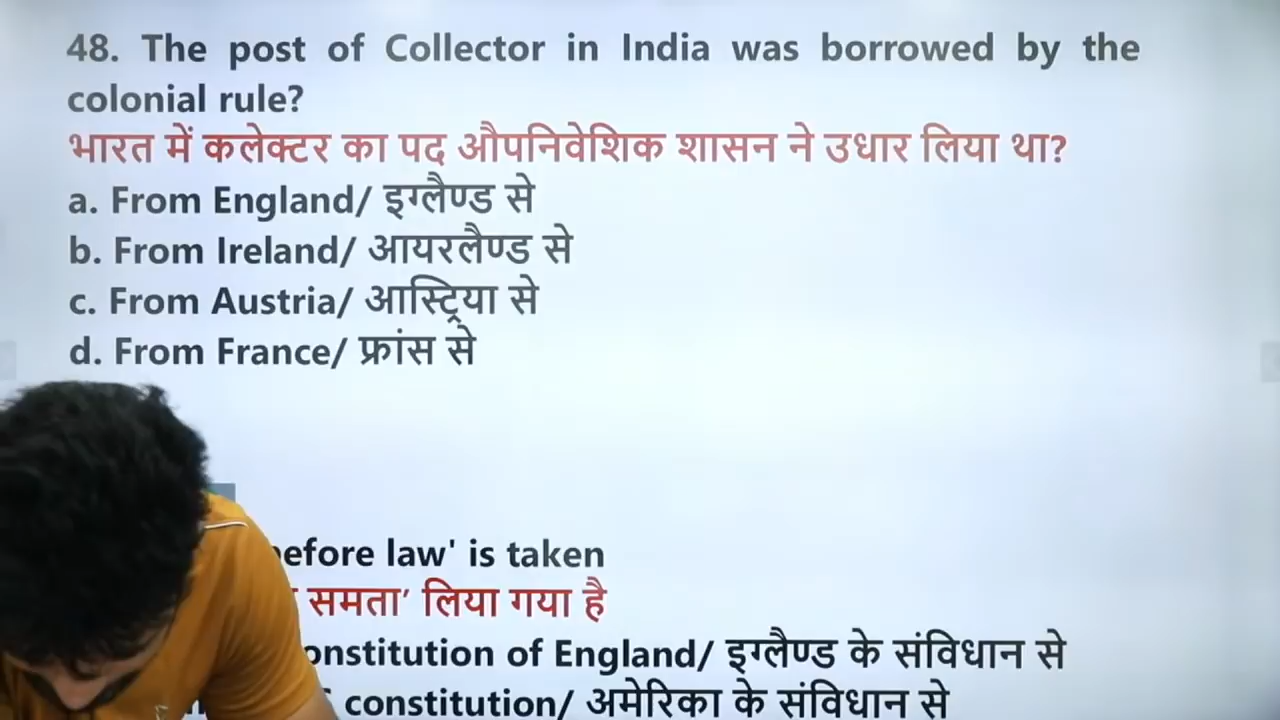 48. The post of Collector in India was borrowed by the
colonial rule?
भारत में कलेक्टर का पद औपनिवेशिक शासन ने उधार लिया था?
a. From England/ इग्लैण्ड से
b. From Ireland/ आयरलैण्ड से
c. From Austria/ आस्ट्रिया से
d. From France/ फ्रांस से
law' is taken
समता’ लिया गया है
of England/ इग्लैण्ड के संविधान से
constitution/ अमेरिका के संविधान से